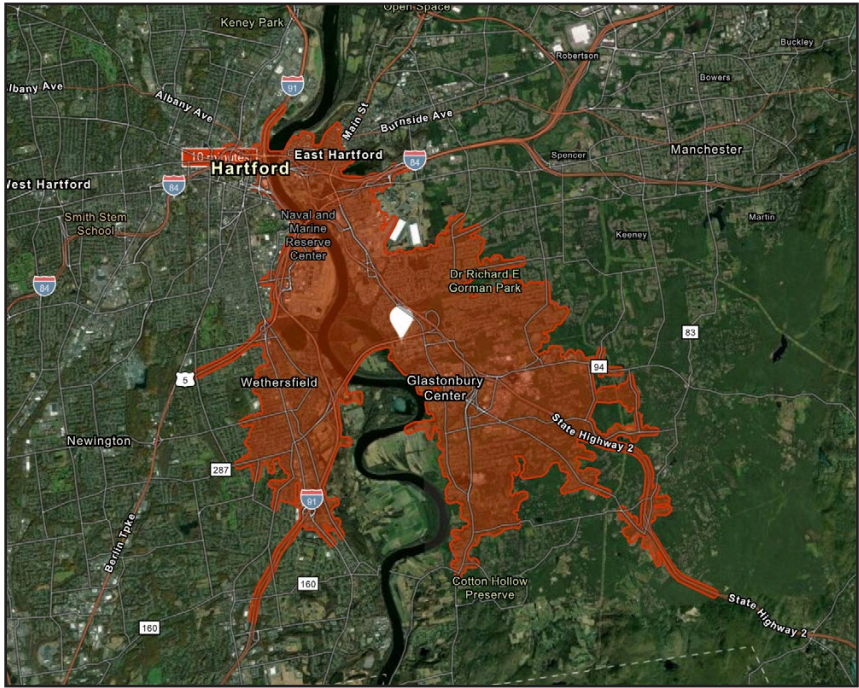 Open Space
Keney Park
Buckley
Robertson
Bowers
91
Albany Ave
Albany Ave
Main St
Burnside Ave
10 minutes
East Hartford
84
Spencer
Manchester
Hartford
West Hartford
84
Smith Stem
School
Naval and
Marine
Reserve
Center
Martin
Keeney
Dr Richard E
Gorman Park
84
83
94
5
Wethersfield
Glastonbury
Center
State Highway 2
Newington
287
91
Berlin Tpke
160
Cotton Hollow
Preserve
160
State Highway 2